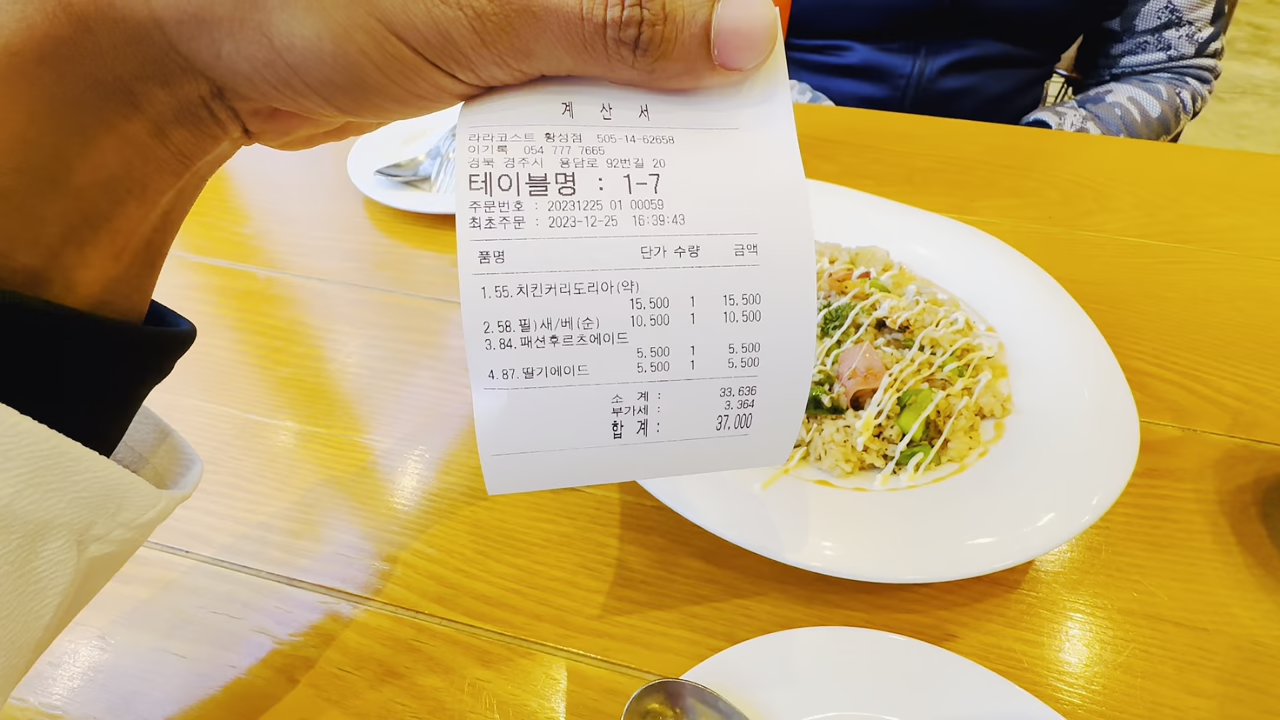 계 산 서
라라코스트 황성점 505-14-62658
이기록 054 777 7665
경북 경주시 용담로 92번길 20
테이블명 : 1-7
주문번호 : 20231225 01 00059
최초주문 : 2023-12-25 16:39:43
품명 단가 수량 금액
1.55.치킨커리도리아(약)
15,500 1 15,500
2.58.필)새/베(순) 10,500 1 10,500
3.84.패션후르츠에이드
5,500 1 5,500
4.87.딸기에이드 5,500 1 5,500
소 계 : 33,636
부가세 : 3,364
합 계 : 37,000